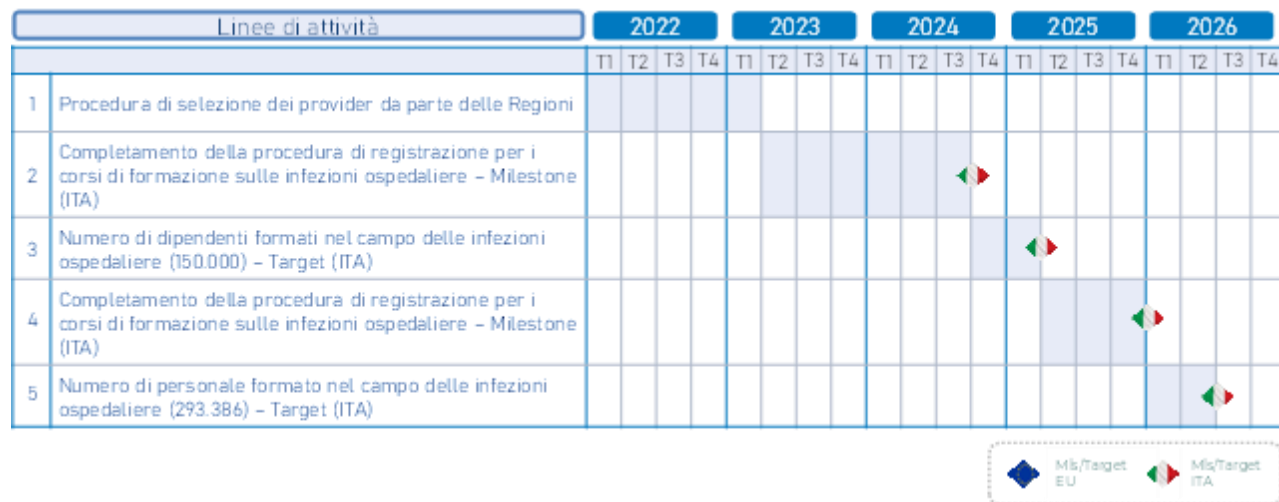 Linee di attività 2022 2023 2024 2025 2026
T1 T2 T3 T4 T1 T2 T3 T4 T1 T2 T3 T4 T1 T2 T3 T4 T1 T2 T3 T4
1 Procedura di selezione dei provider da parte delle Regioni
Completamento della procedura di registrazione per i
2 corsi di formazione sulle infezioni ospedaliere – Milestone
(ITA)
Numero di dipendenti formati nel campo delle infezioni
3 ospedaliere (150.000) – Target (ITA)
Completamento della procedura di registrazione per i
4 corsi di formazione sulle infezioni ospedaliere – Milestone
(ITA)
Numero di personale formato nel campo delle infezioni
5 ospedaliere (293.386) – Target (ITA)
Mls/Target Mls/Target
EU ITA